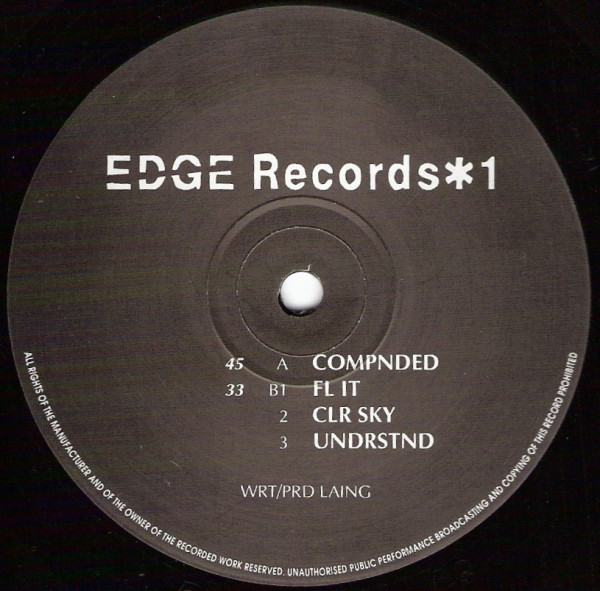 EDGE Records*1
45 A COMPNDED
33 B1 FL IT
2 CLR SKY
3 UNDRSTND
WRT/PRD LAING
ALL RIGHTS OF THE MANUFACTURER AND OF THE OWNER OF THE RECORDED WORK RESERVED. UNAUTHORISED PUBLIC PERFORMANCE BROADCASTING AND COPYING OF THIS RECORD PROHIBITED